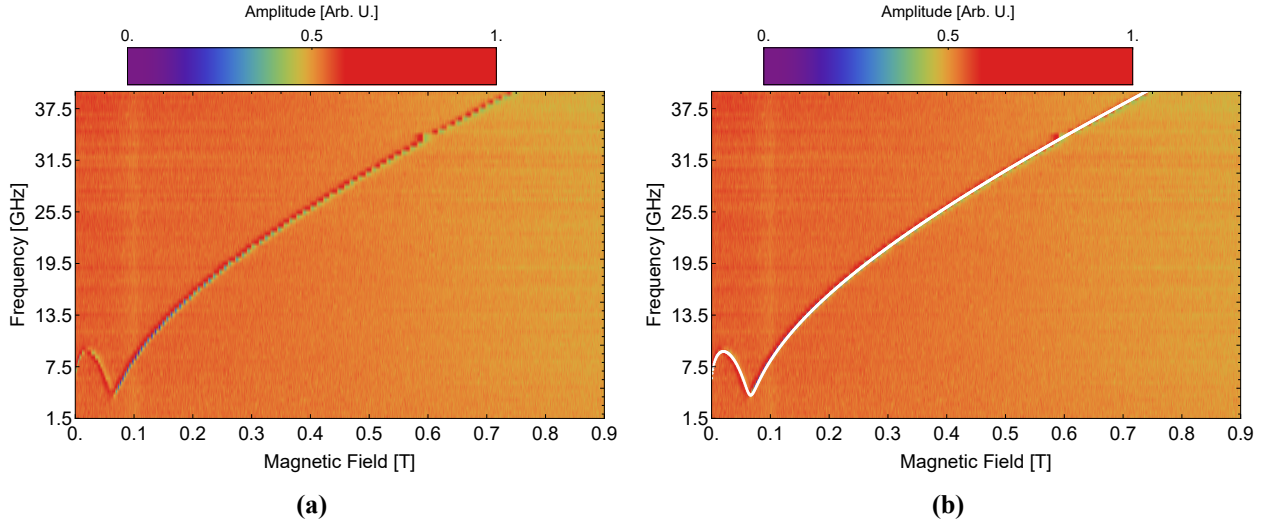 Amplitude [Arb. U.]
0. 0.5 1.
Frequency [GHz]
37.5
31.5
25.5
19.5
13.5
7.5
1.5
0. 0.1 0.2 0.3 0.4 0.5 0.6 0.7 0.8 0.9
Magnetic Field [T]
(a)
Amplitude [Arb. U.]
0. 0.5 1.
Frequency [GHz]
37.5
31.5
25.5
19.5
13.5
7.5
1.5
0. 0.1 0.2 0.3 0.4 0.5 0.6 0.7 0.8 0.9
Magnetic Field [T]
(b)